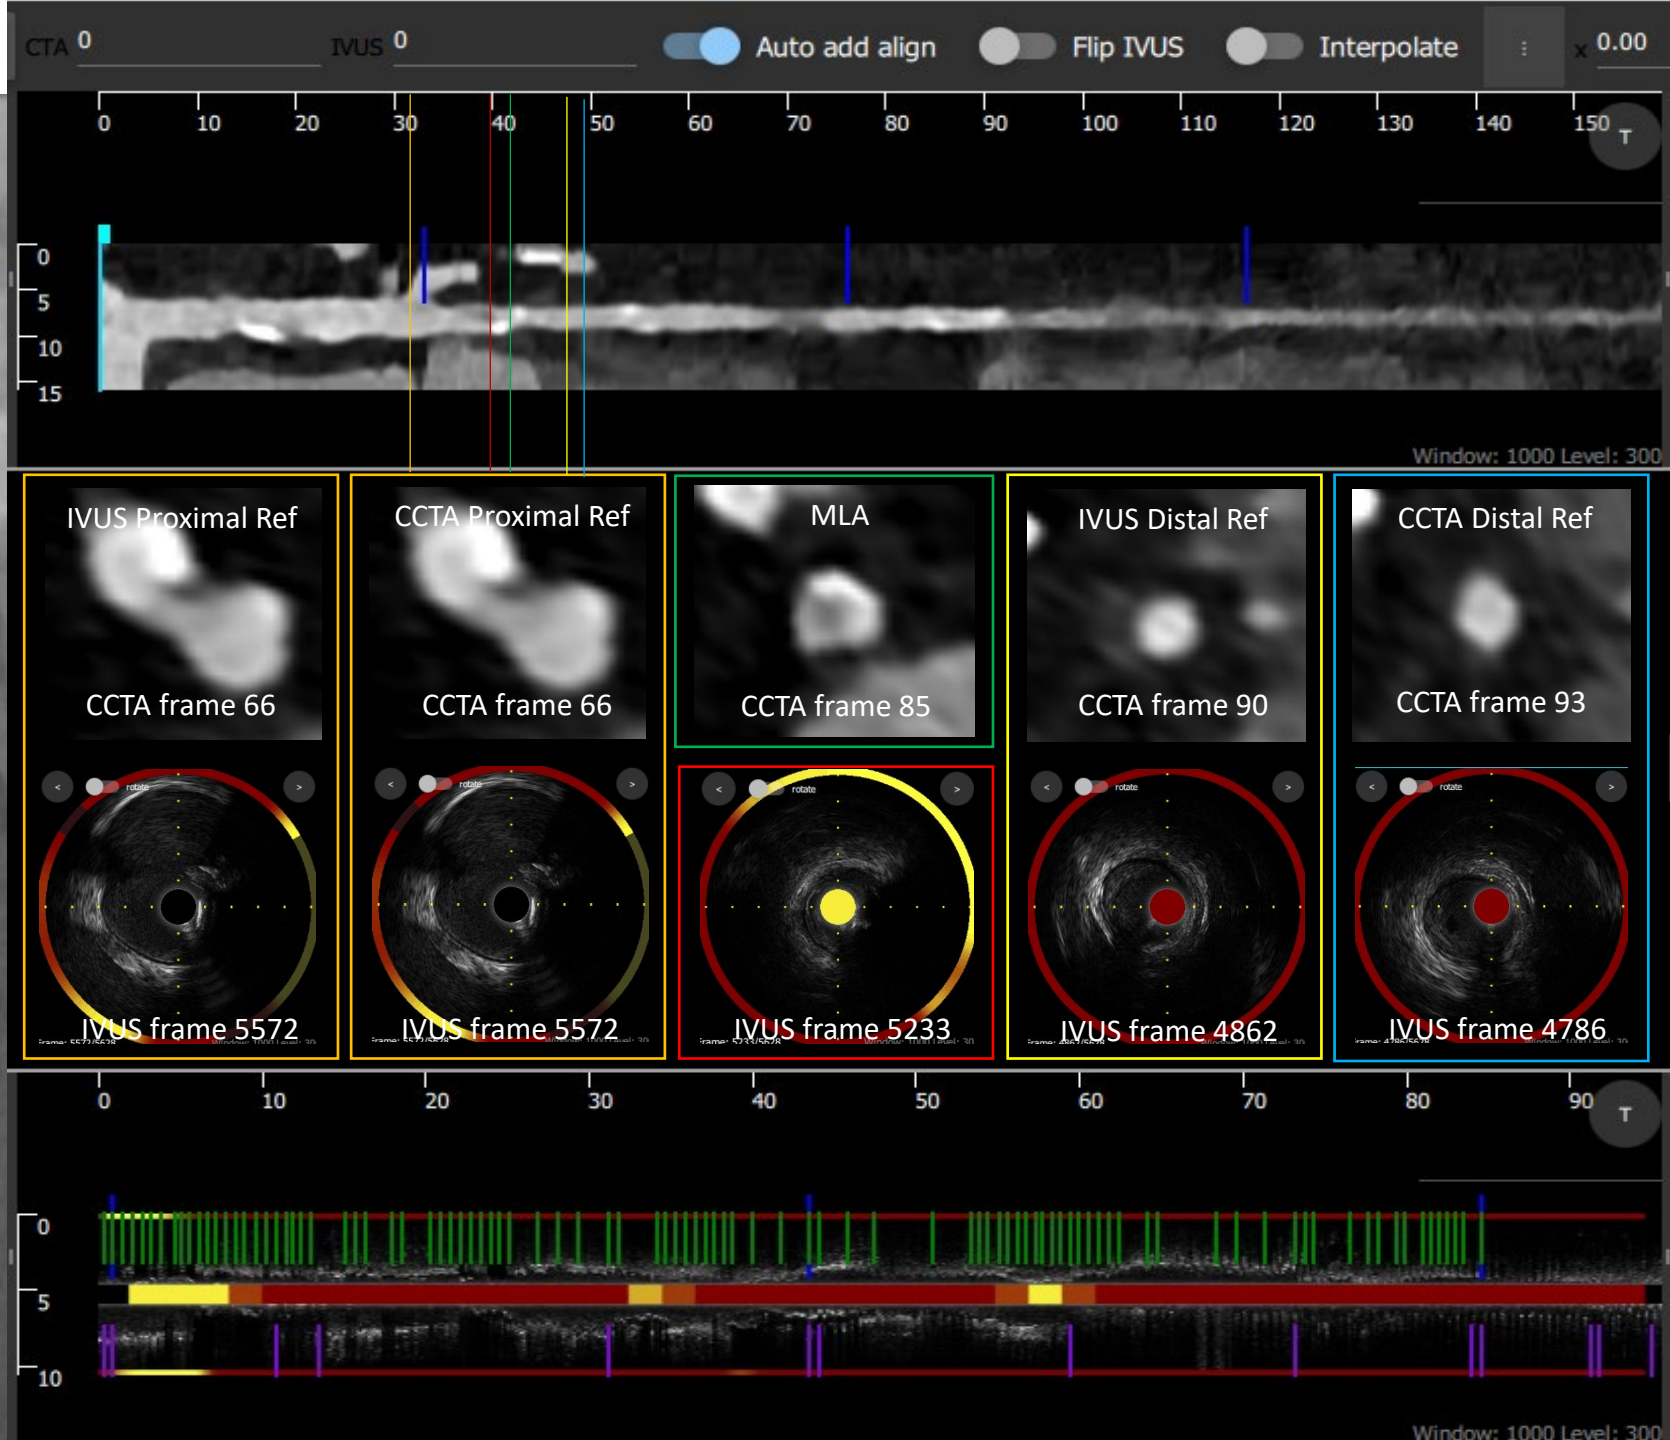 CTA 0 IVUS 0 Auto add align Flip IVUS Interpolate ⋮ x 0.00
0 10 20 30 40 50 60 70 80 90 100 110 120 130 140 150 T
0
5
10
15
Window: 1000 Level: 300
IVUS Proximal Ref CCTA Proximal Ref MLA IVUS Distal Ref CCTA Distal Ref
CCTA frame 66 CCTA frame 66 CCTA frame 85 CCTA frame 90 CCTA frame 93
< rotate > < rotate > < rotate > < rotate > < rotate >
IVUS frame 5572 IVUS frame 5572 IVUS frame 5233 IVUS frame 4862 IVUS frame 4786
0 10 20 30 40 50 60 70 80 90 T
0
5
10
Window: 1000 Level: 300